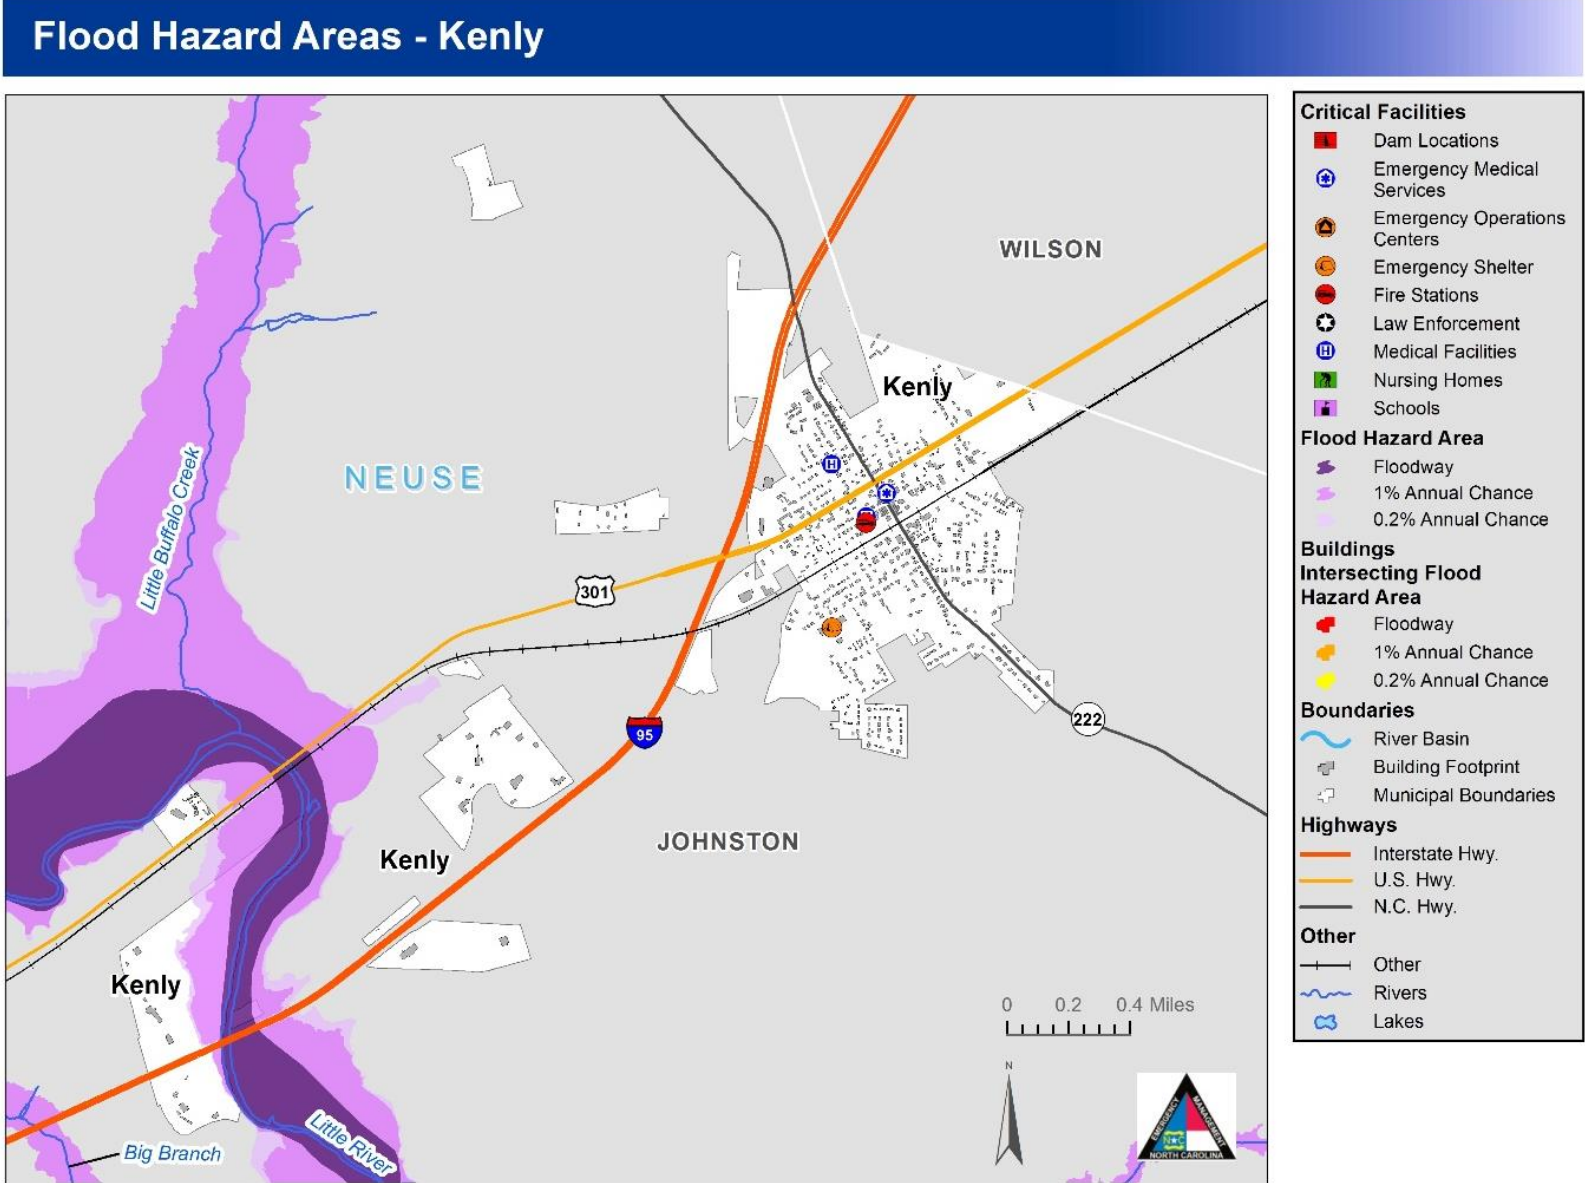 Flood Hazard Areas - Kenly
WILSON
Kenly
NEUSE
Little Buffalo Creek
301
95
222
JOHNSTON
Kenly
Kenly
Little River
Big Branch
0 0.2 0.4 Miles
N
EMERGENCY
MANAGEMENT
N C
NORTH CAROLINA
Critical Facilities
Dam Locations
Emergency Medical
Services
Emergency Operations
Centers
Emergency Shelter
Fire Stations
Law Enforcement
H
Medical Facilities
Nursing Homes
Schools
Flood Hazard Area
Floodway
1% Annual Chance
0.2% Annual Chance
Buildings
Intersecting Flood
Hazard Area
Floodway
1% Annual Chance
0.2% Annual Chance
Boundaries
River Basin
Building Footprint
Municipal Boundaries
Highways
Interstate Hwy.
U.S. Hwy.
N.C. Hwy.
Other
Other
Rivers
Lakes